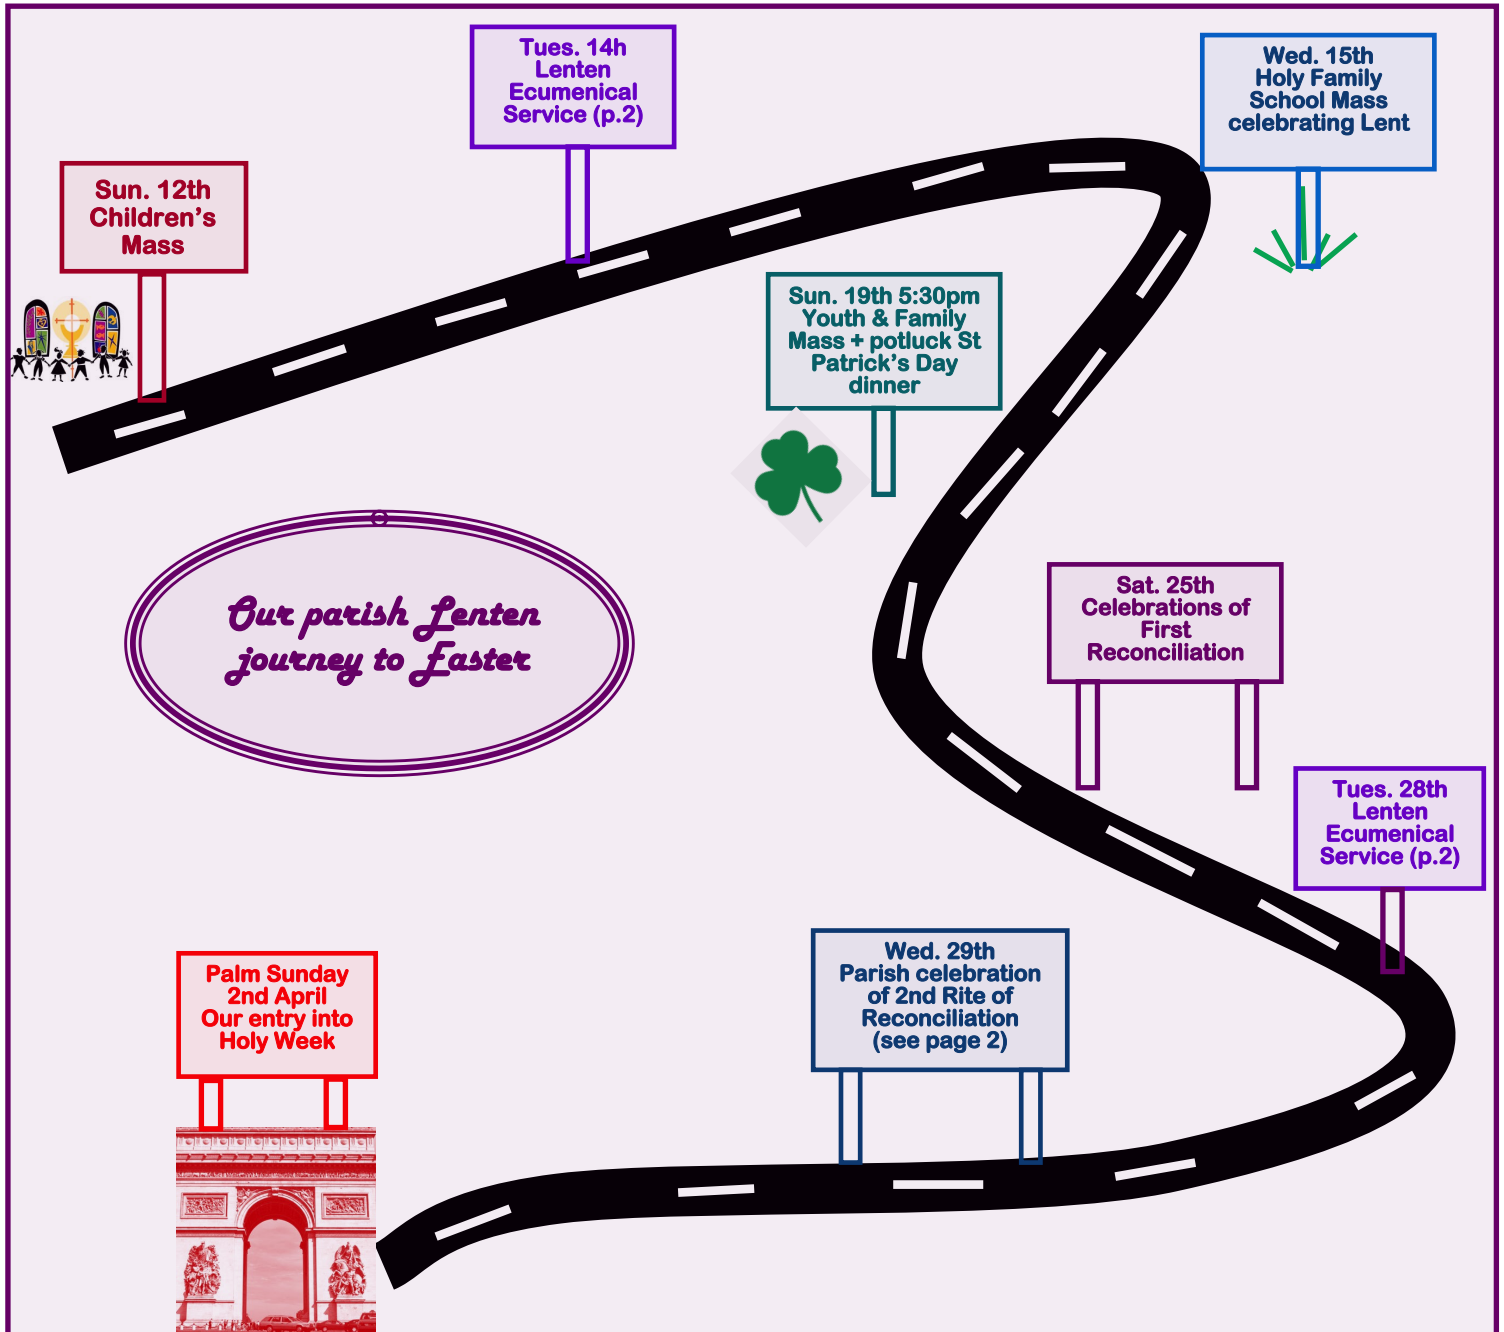 Sun. 12th
Children's
Mass
Tues. 14h
Lenten
Ecumenical
Service (p.2)
Wed. 15th
Holy Family
School Mass
celebrating Lent
Sun. 19th 5:30pm
Youth & Family
Mass + potluck St
Patrick's Day
dinner
Our parish Lenten
journey to Easter
Sat. 25th
Celebrations of
First
Reconciliation
Tues. 28th
Lenten
Ecumenical
Service (p.2)
Wed. 29th
Parish celebration
of 2nd Rite of
Reconciliation
(see page 2)
Palm Sunday
2nd April
Our entry into
Holy Week